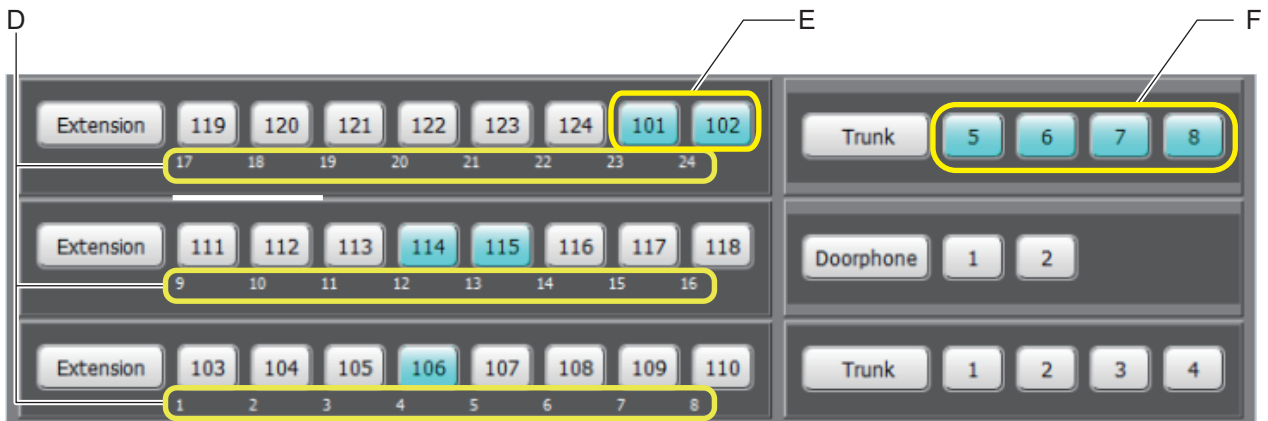 D E F
Extension 119 120 121 122 123 124 101 102 Trunk 5 6 7 8
17 18 19 20 21 22 23 24
Extension 111 112 113 114 115 116 117 118 Doorphone 1 2
9 10 11 12 13 14 15 16
Extension 103 104 105 106 107 108 109 110 Trunk 1 2 3 4
1 2 3 4 5 6 7 8